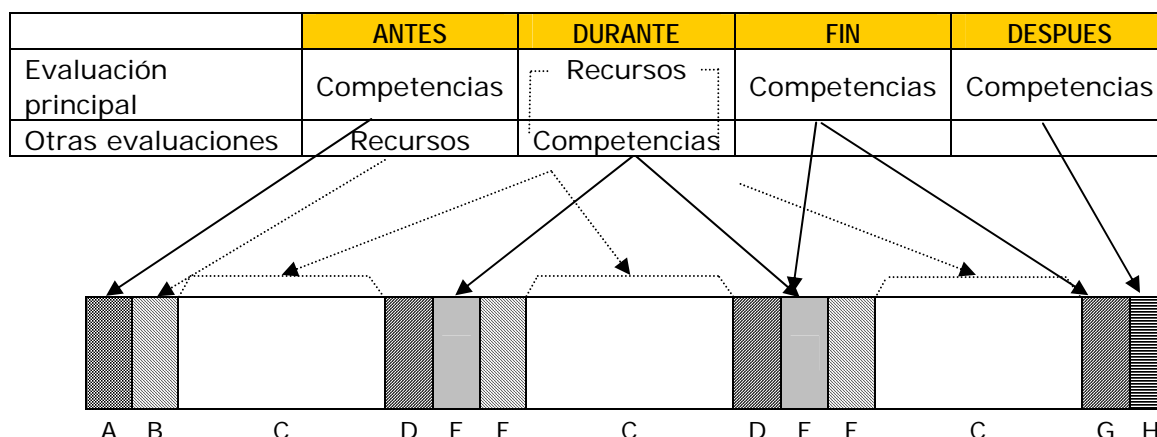 ANTES DURANTE FIN DESPUES
Evaluación principal Competencias Recursos Competencias Competencias
Otras evaluaciones Recursos Competencias
A B C D E F C D E F C G H